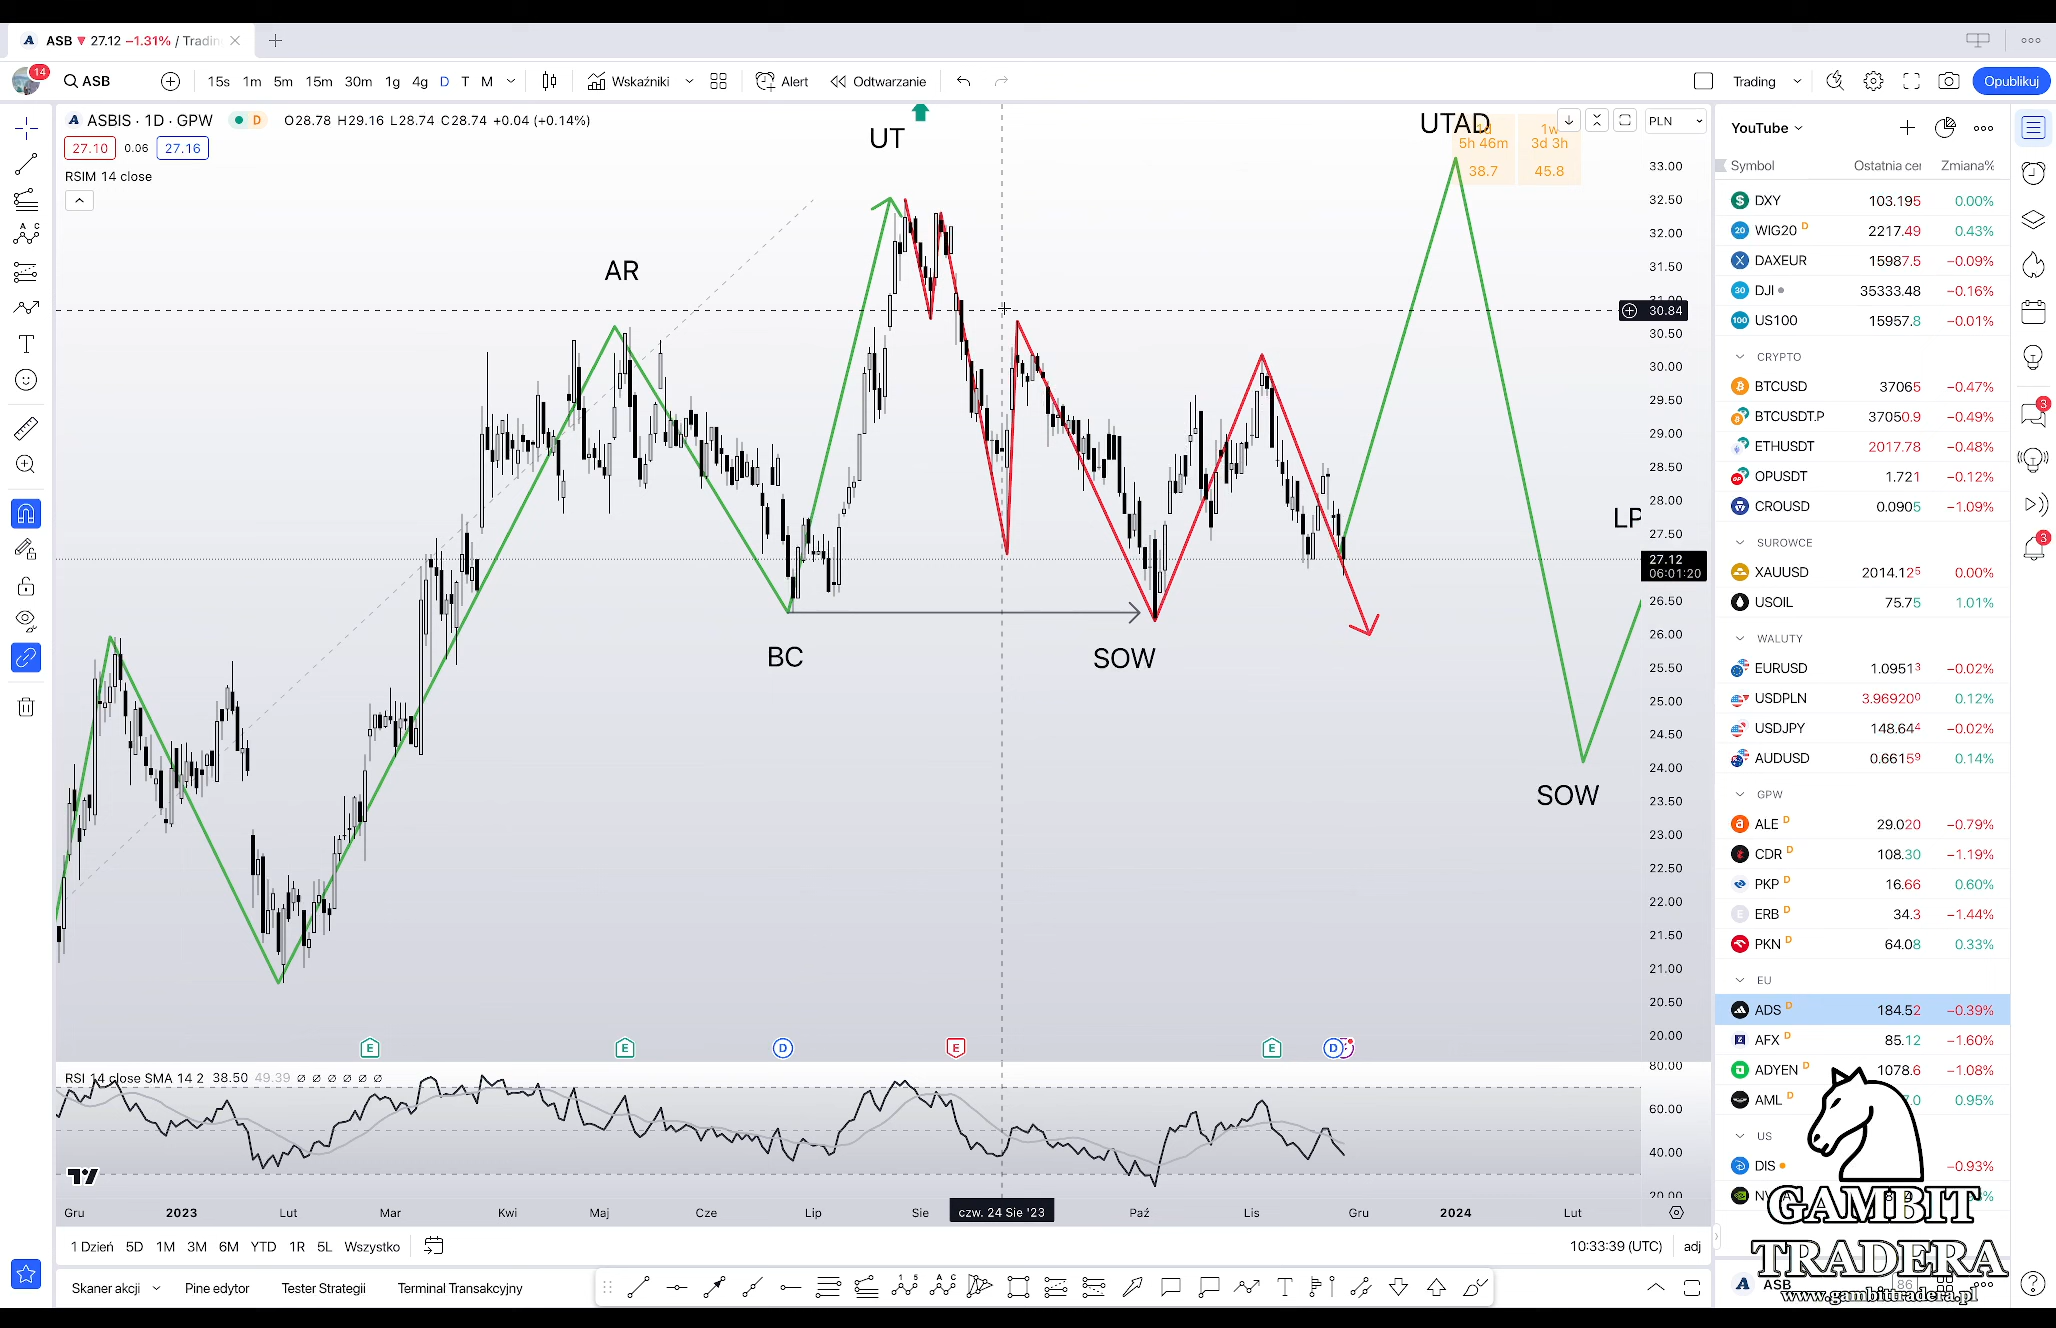 ASB 27.12 −1.31% / Tradin
14
ASB 15s 1m 5m 15m 30m 1g 4g D T M Wskaźniki Alert Odtwarzanie Trading Opublikuj
ASBIS · 1D · GPW D O28.78 H29.16 L28.74 C28.74 +0.04 (+0.14%)
27.10 0.06 27.16
RSIM 14 close
UT
UTAD
AR
BC
SOW
SOW
LP
1w
5h 46m 3d 3h
38.7 45.8
PLN
33.00
32.50
32.00
31.50
31.00
30.84
30.50
30.00
29.50
29.00
28.50
28.00
27.50
27.12
06:01:20
26.50
26.00
25.50
25.00
24.50
24.00
23.50
23.00
22.50
22.00
21.50
21.00
20.50
20.00
E E D E E D
RSI 14 close SMA 14 2 38.50 49.39 ∅ ∅ ∅ ∅ ∅ ∅
80.00
60.00
40.00
20.00
Gru 2023 Lut Mar Kwi Maj Cze Lip Sie czw. 24 Sie '23 Paź Lis Gru 2024 Lut
1 Dzień 5D 1M 3M 6M YTD 1R 5L Wszystko 10:33:39 (UTC) adj
Skaner akcji Pine edytor Tester Strategii Terminal Transakcyjny
YouTube
Symbol Ostatnia cer Zmiana%
DXY 103.195 0.00%
WIG20 D 2217.49 0.43%
DAXEUR 15987.5 −0.09%
DJI 35333.48 −0.16%
US100 15957.8 −0.01%
CRYPTO
BTCUSD 37065 −0.47%
BTCUSDT.P 37050.9 −0.49%
ETHUSDT 2017.78 −0.48%
OPUSDT 1.721 −0.12%
CROUSD 0.0905 −1.09%
SUROWCE
XAUUSD 2014.125 0.00%
USOIL 75.75 1.01%
WALUTY
EURUSD 1.09513 −0.02%
USDPLN 3.969200 0.12%
USDJPY 148.644 −0.02%
AUDUSD 0.66159 0.14%
GPW
ALE D 29.020 −0.79%
CDR D 108.30 −1.19%
PKP D 16.66 0.60%
ERB D 34.3 −1.44%
PKN D 64.08 0.33%
EU
ADS D 184.52 −0.39%
AFX D 85.12 −1.60%
ADYEN D 1078.6 −1.08%
AML D 0.95%
US
DIS −0.93%
GAMBIT
TRADERA
ASB
www.gambittradera.pl
3
3